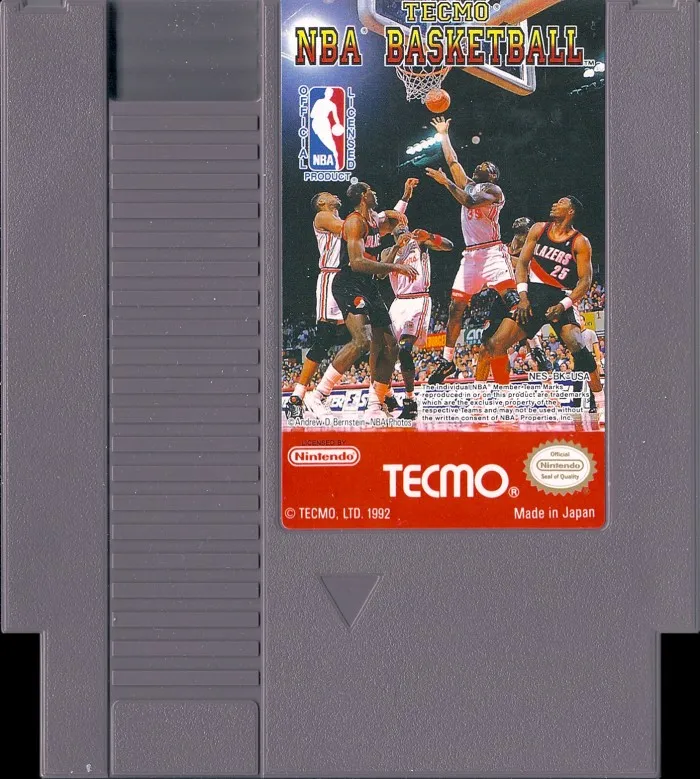 TECMO
NBA BASKETBALL™
OFFICIAL LICENSED
NBA
PRODUCT
35
BLAZERS
25
NES-BK-USA
The individual NBA Member Team Marks
reproduced in or on this product are trademarks
which are the exclusive property of the
respective Teams and may not be used without
the written consent of NBA Properties, Inc.
©Andrew D. Bernstein-NBA Photos
LICENSED BY
Nintendo
TECMO®
Official
Nintendo
Seal of Quality
© TECMO, LTD. 1992
Made in Japan